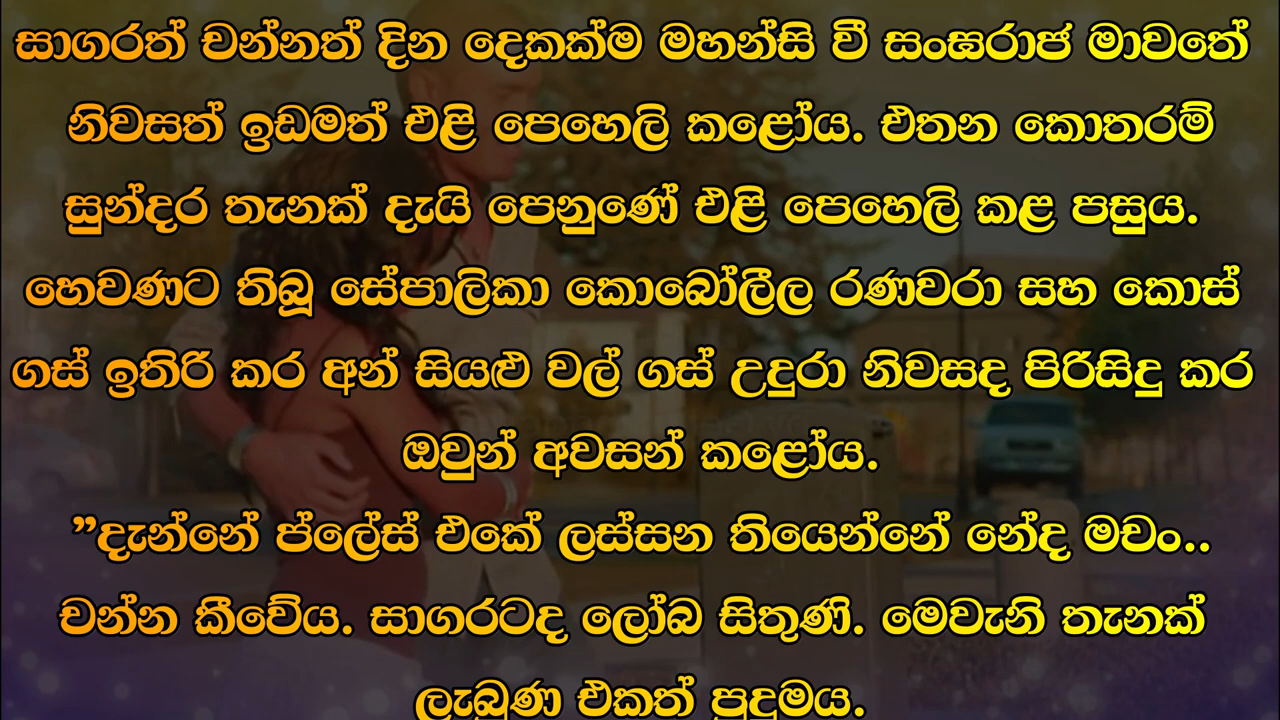 සාගරත් චන්නත් දින දෙකක්ම මහන්සි වී සංඝරාජ මාවතේ
නිවසත් ඉඩමත් එළි පෙහෙලි කළෝය. එතන කොතරම්
සුන්දර තැනක් දැයි පෙනුණේ එළි පෙහෙලි කළ පසුය.
හෙවණට තිබූ සේපාලිකා කොබෝලීල රණවරා සහ කොස්
ගස් ඉතිරි කර අන් සියළු වල් ගස් උදුරා නිවසද පිරිසිදු කර
ඔවුන් අවසන් කළෝය.
”දැන්නේ ප්ලේස් එකේ ලස්සන තියෙන්නේ නේද මචං..
චන්න කීවේය. සාගරටද ලෝබ සිතුණි. මෙවැනි තැනක්
ලැබුණ එකත් පුදුමය.